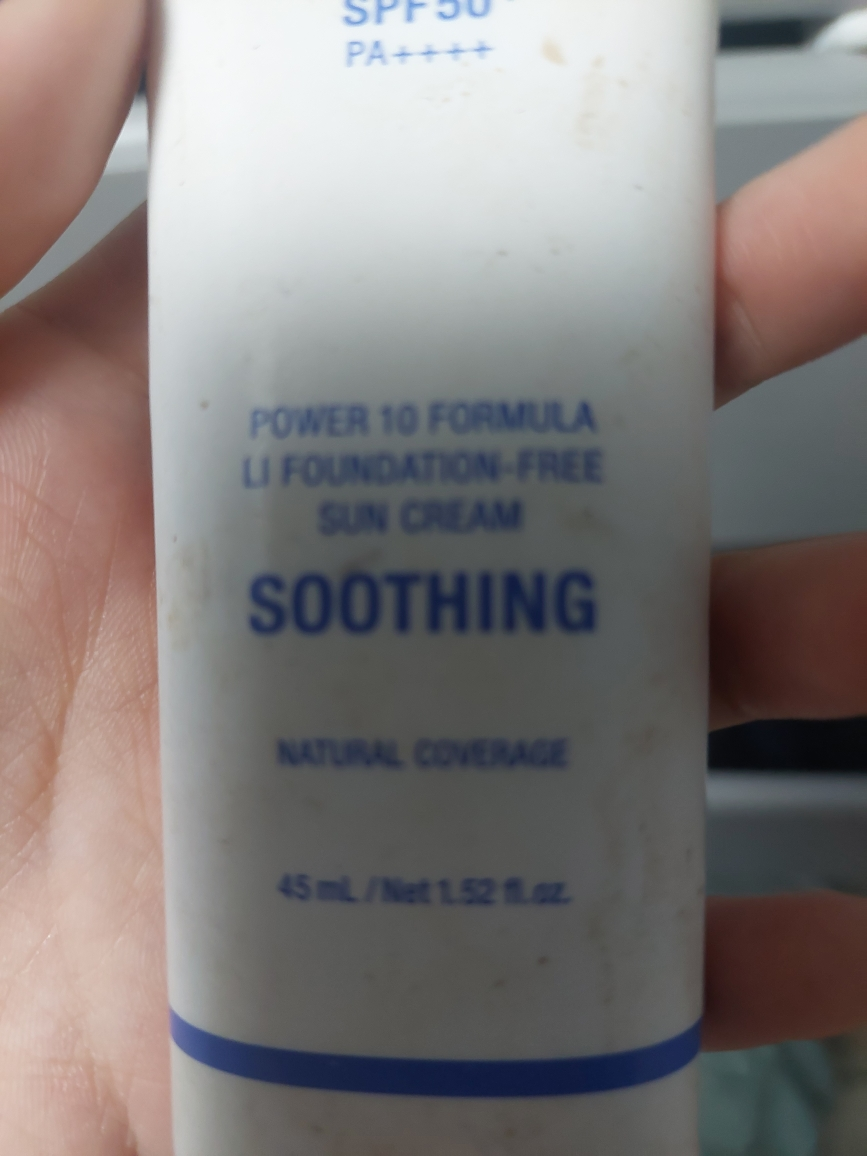 SPF50+
PA++++
POWER 10 FORMULA
LI FOUNDATION-FREE
SUN CREAM
SOOTHING
NATURAL COVERAGE
45 mL / Net 1.52 fl.oz.